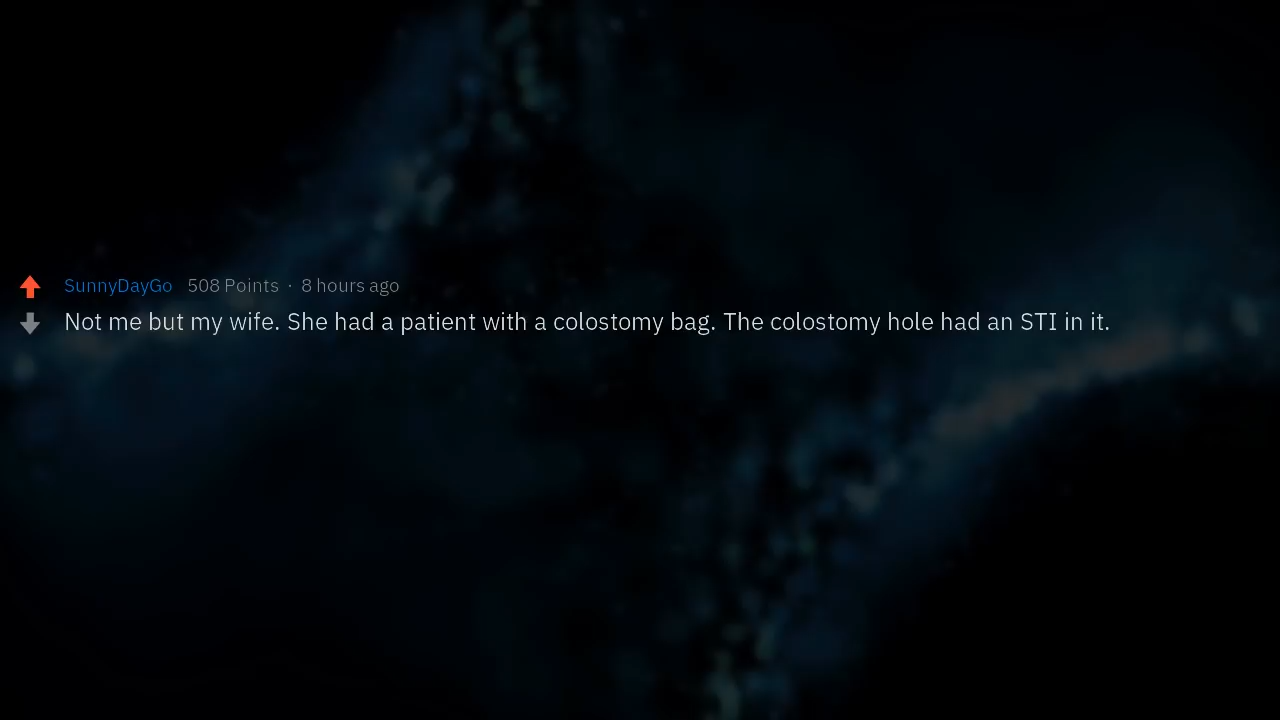 SunnyDayGo 508 Points · 8 hours ago
Not me but my wife. She had a patient with a colostomy bag. The colostomy hole had an STI in it.